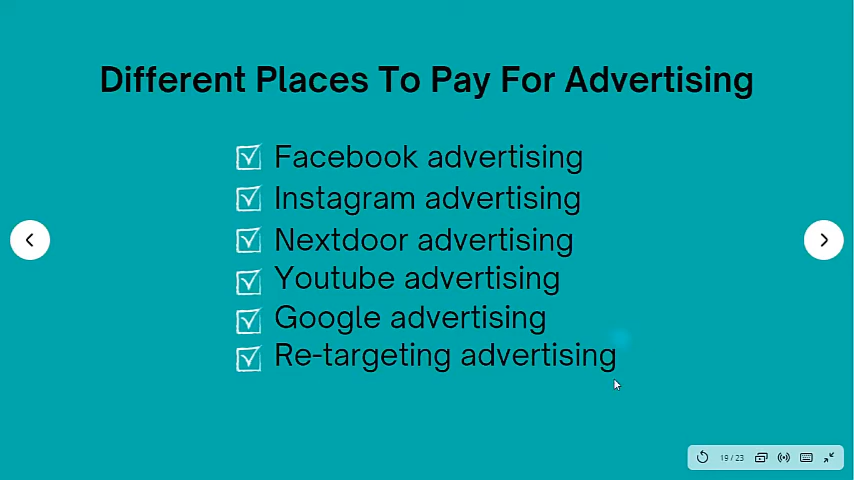 Different Places To Pay For Advertising
Facebook advertising
Instagram advertising
Nextdoor advertising
Youtube advertising
Google advertising
Re-targeting advertising
19 / 23